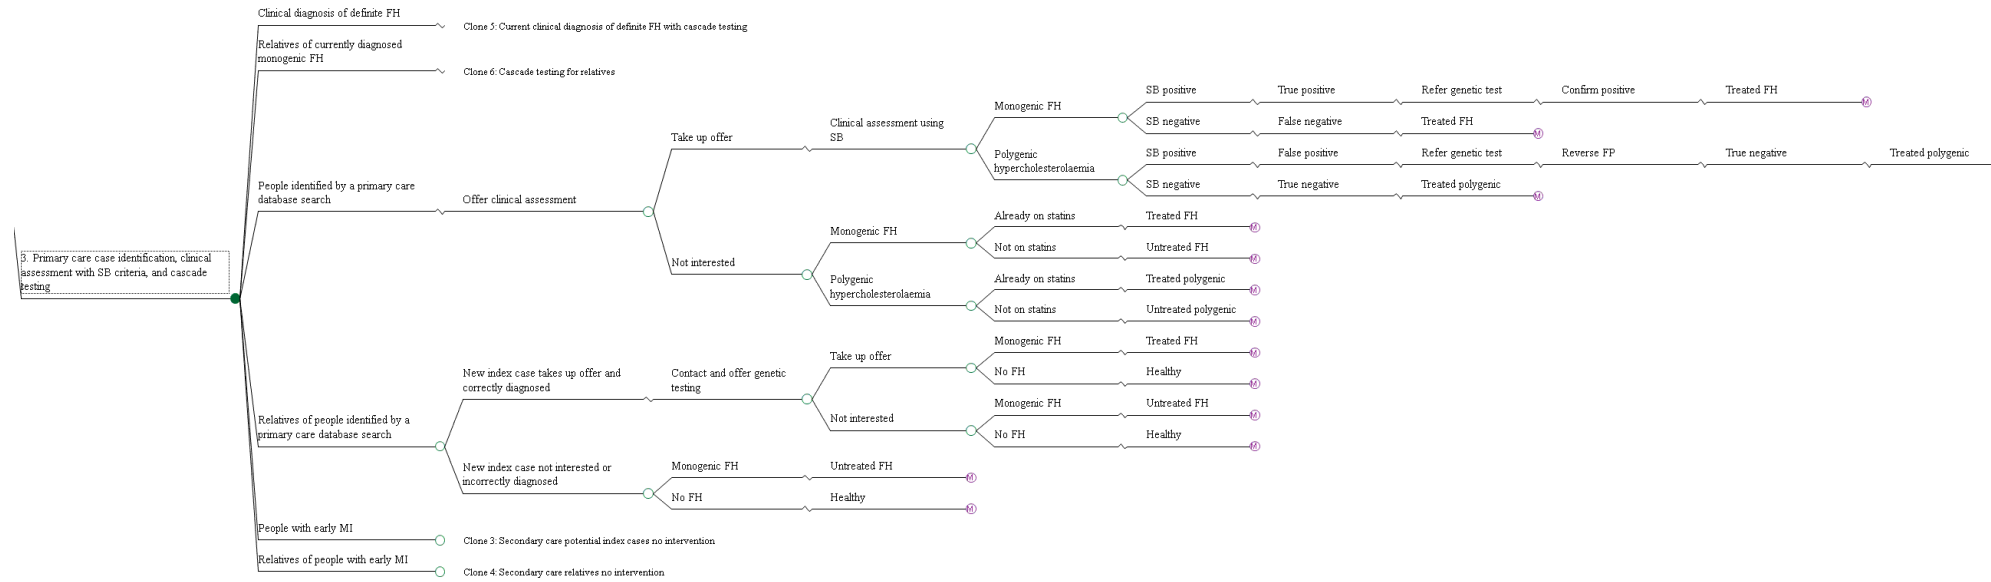 Clinical diagnosis of definite FH
Clone 5: Current clinical diagnosis of definite FH with cascade testing
Relatives of currently diagnosed
monogenic FH
Clone 6: Cascade testing for relatives
SB positive
True positive
Refer genetic test
Confirm positive
Treated FH
Monogenic FH
SB negative
False negative
Treated FH
Clinical assessment using
SB
Take up offer
Polygenic
hypercholesterolaemia
SB positive
False positive
Refer genetic test
Reverse FP
True negative
Treated polygenic
SB negative
True negative
Treated polygenic
People identified by a primary care
database search
Offer clinical assessment
Already on statins
Treated FH
Monogenic FH
Not on statins
Untreated FH
Not interested
Polygenic
hypercholesterolaemia
Already on statins
Treated polygenic
Not on statins
Untreated polygenic
3. Primary care case identification, clinical
assessment with SB criteria, and cascade
testing
Monogenic FH
Treated FH
Take up offer
No FH
Healthy
New index case takes up offer and
correctly diagnosed
Contact and offer genetic
testing
Monogenic FH
Untreated FH
Not interested
No FH
Healthy
Relatives of people identified by a
primary care database search
New index case not interested or
incorrectly diagnosed
Monogenic FH
Untreated FH
No FH
Healthy
People with early MI
Clone 3: Secondary care potential index cases no intervention
Relatives of people with early MI
Clone 4: Secondary care relatives no intervention
M
M
M
M
M
M
M
M
M
M
M
M
M